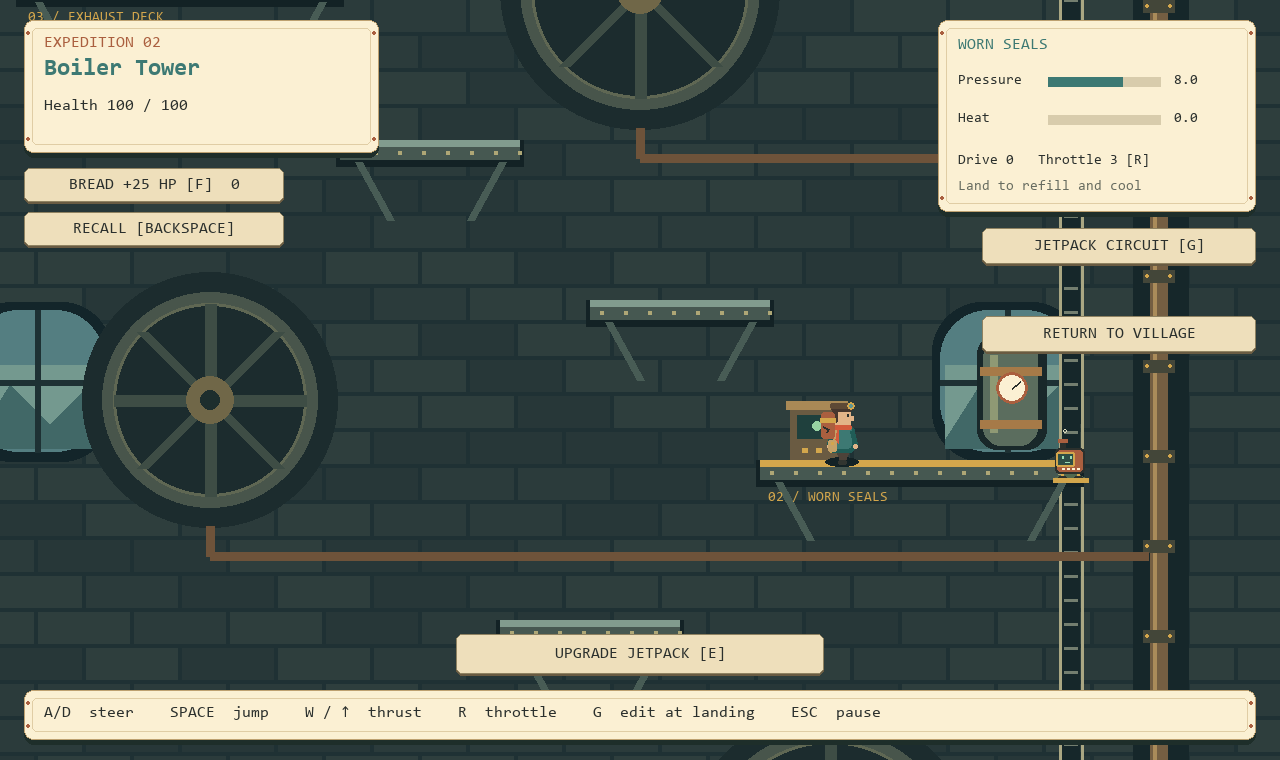 03 / EXHAUST DECK
EXPEDITION 02
Boiler Tower
Health 100 / 100
BREAD +25 HP [F]  0
RECALL [BACKSPACE]
WORN SEALS
Pressure 8.0
Heat 0.0
Drive 0   Throttle 3 [R]
Land to refill and cool
JETPACK CIRCUIT [G]
RETURN TO VILLAGE
02 / WORN SEALS
UPGRADE JETPACK [E]
A/D  steer    SPACE  jump    W / ↑  thrust    R  throttle    G  edit at landing    ESC  pause